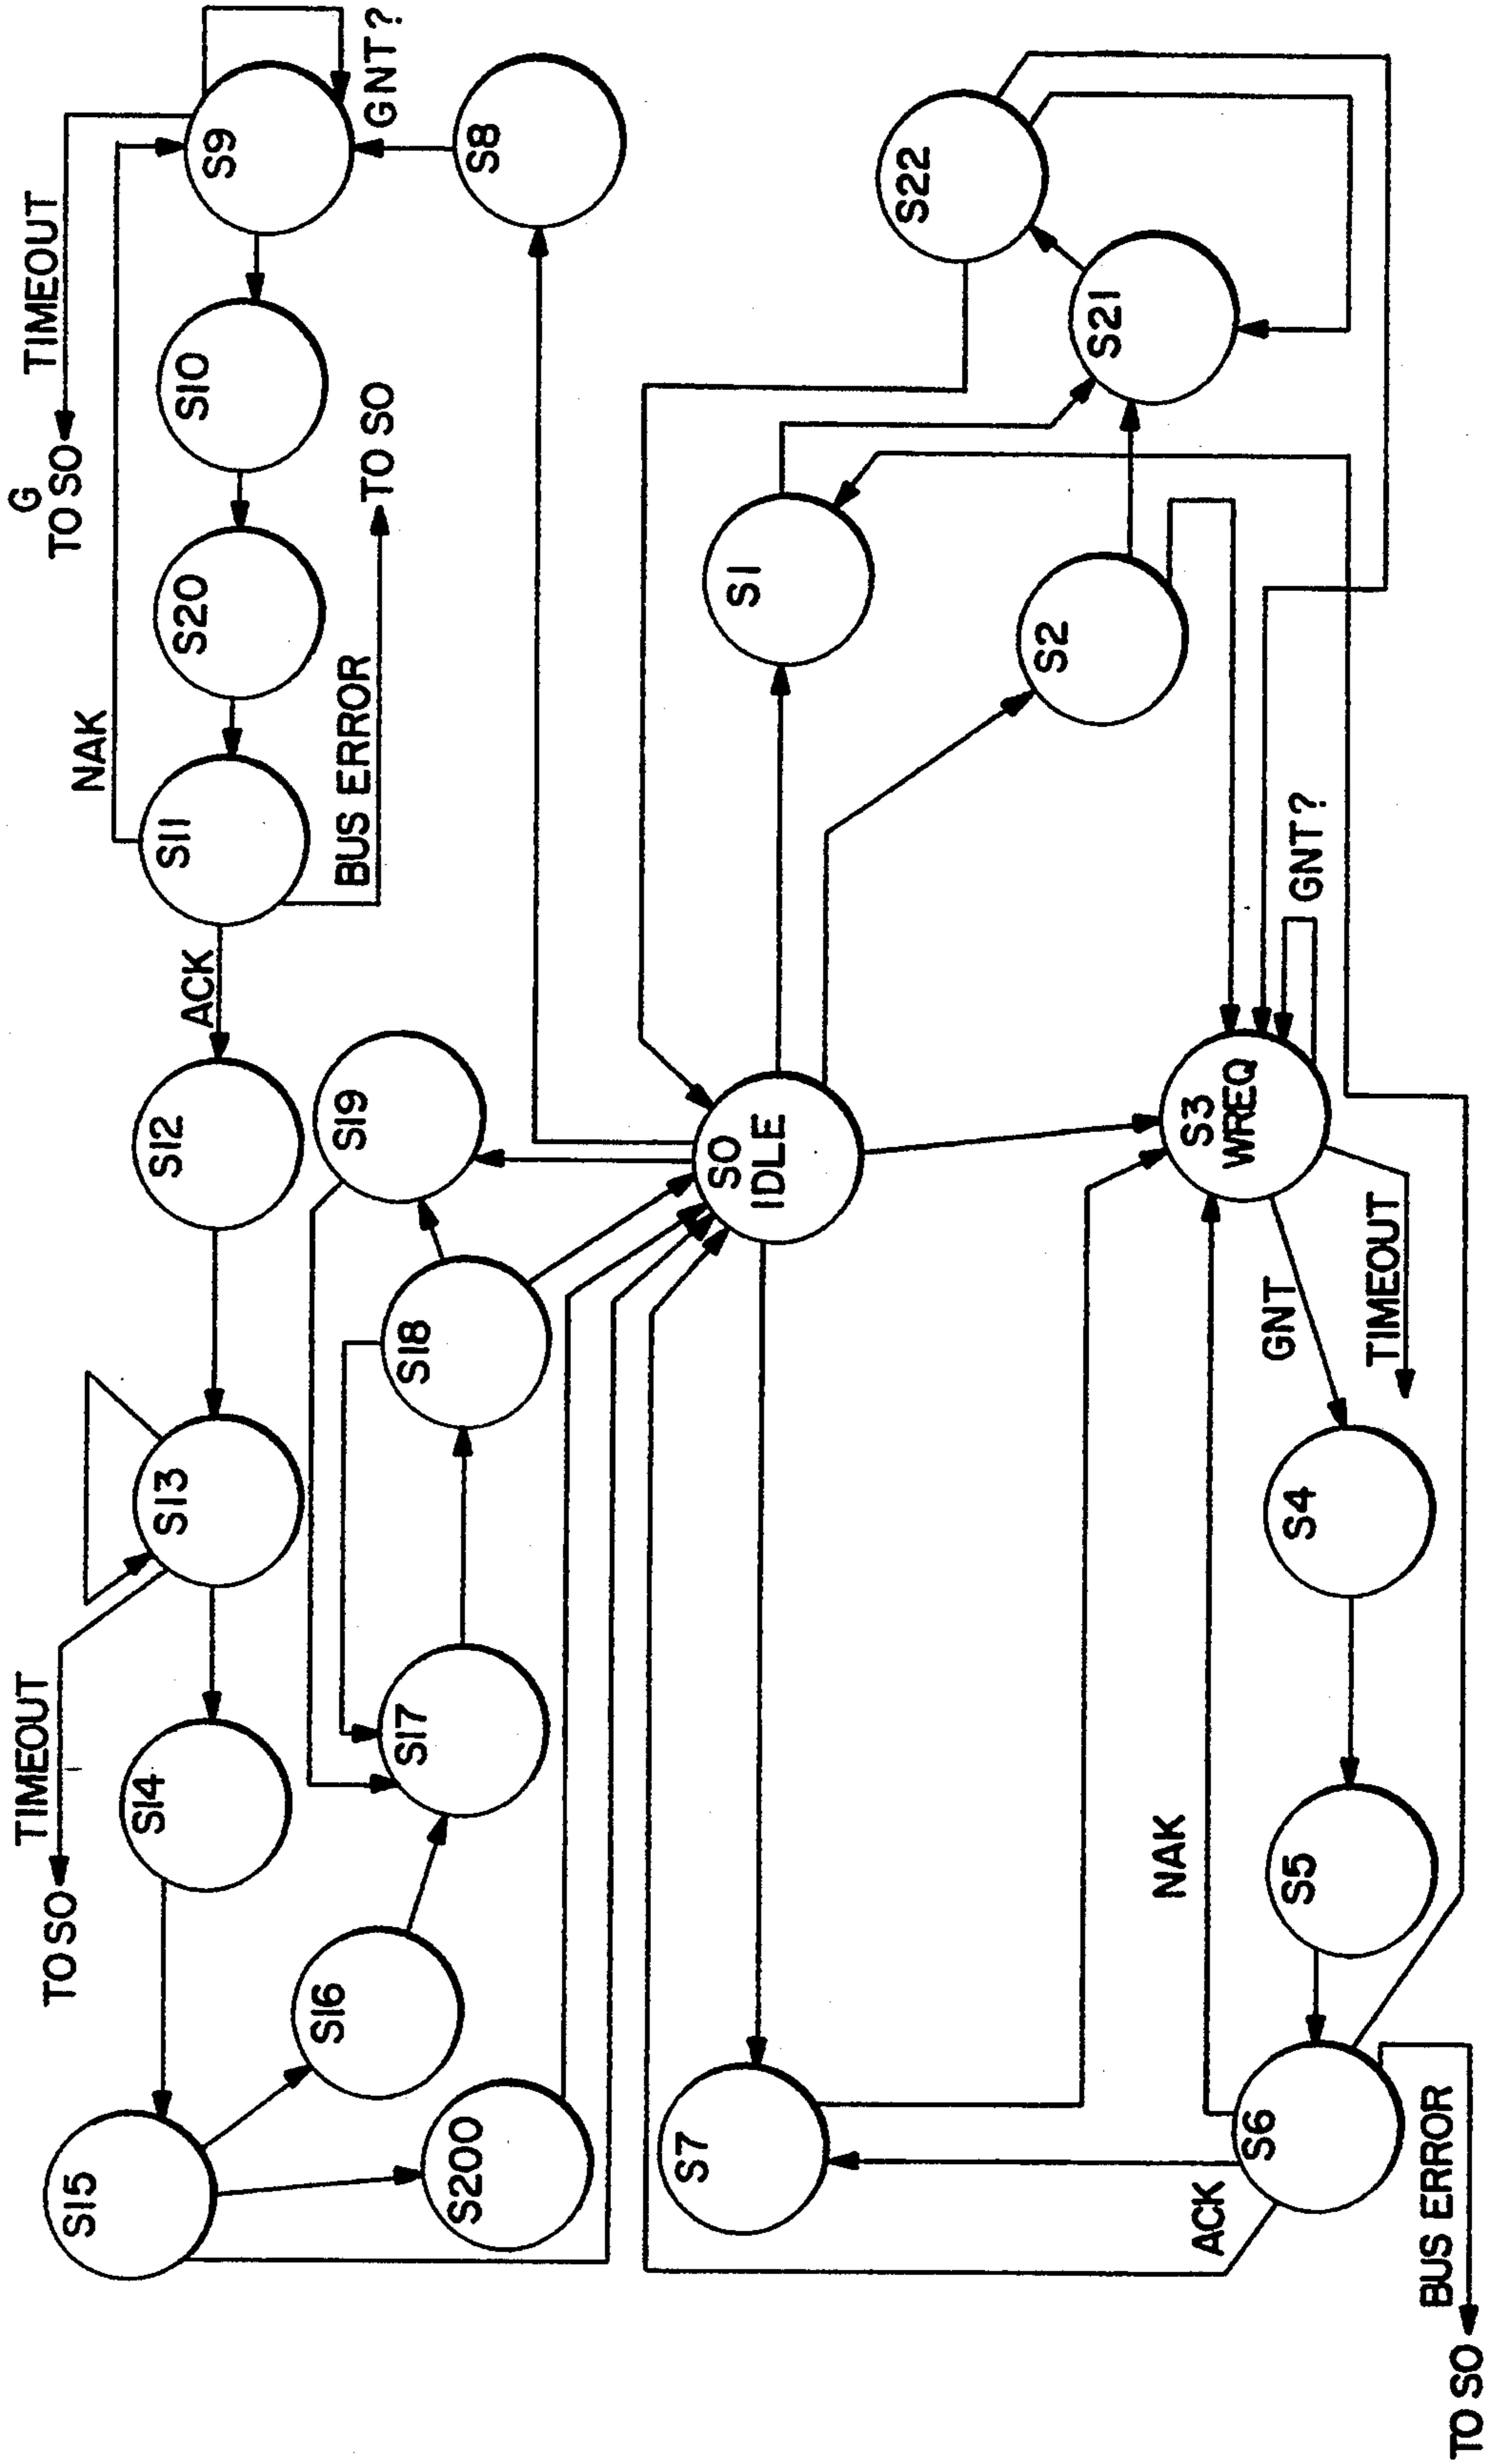 TO SO
TIMEOUT
G
TO SO
TIMEOUT
S15
S14
S13
S12
ACK
S11
NAK
S20
S10
S9
GNT?
BUS ERROR
TO SO
S16
S17
S18
S19
S8
S200
S7
SO
IDLE
S1
S22
S2
S21
ACK
NAK
S3
WREQ
GNT
GNT?
S6
S5
S4
TIMEOUT
TO SO
BUS ERROR